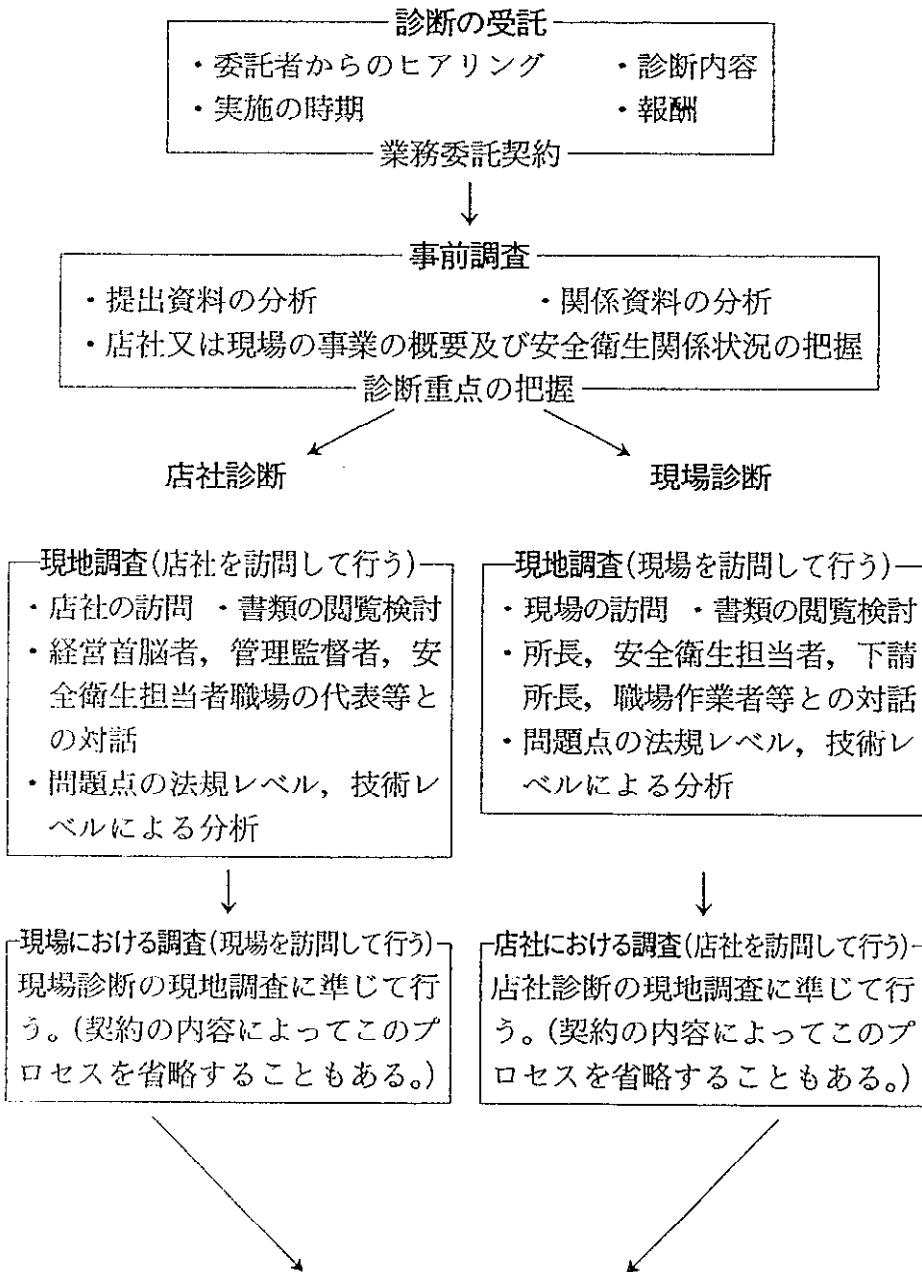 診断の受託
・委託者からのヒアリング　・診断内容
・実施の時期　・報酬
業務委託契約
↓
事前調査
・提出資料の分析　・関係資料の分析
・店社又は現場の事業の概要及び安全衛生関係状況の把握
診断重点の把握
店社診断
現場診断
現地調査(店社を訪問して行う)
・店社の訪問　・書類の閲覧検討
・経営首脳者，管理監督者，安
全衛生担当者職場の代表等と
の対話
・問題点の法規レベル，技術レ
ベルによる分析
↓
現場における調査(現場を訪問して行う)
現場診断の現地調査に準じて行
う。(契約の内容によってこのプ
ロセスを省略することもある。)
現地調査(現場を訪問して行う)
・現場の訪問　・書類の閲覧検討
・所長，安全衛生担当者，下請
所長，職場作業者等との対話
・問題点の法規レベル，技術レ
ベルによる分析
↓
店社における調査(店社を訪問して行う)
店社診断の現地調査に準じて行
う。(契約の内容によってこのプ
ロセスを省略することもある。)